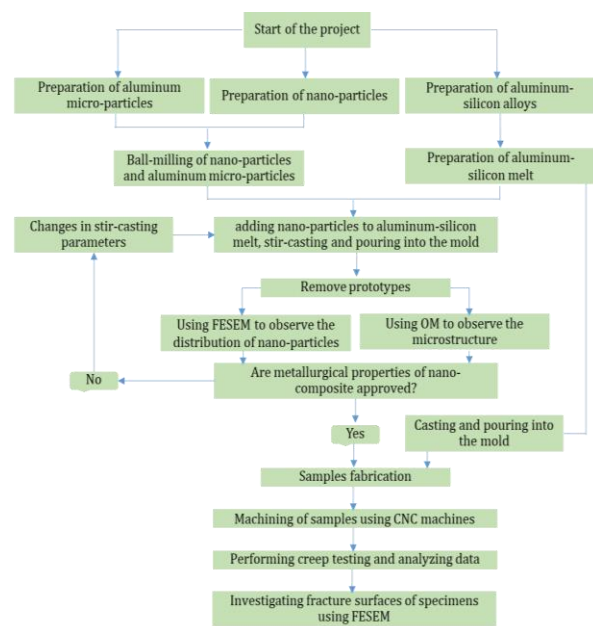 Start of the project
Preparation of aluminum
micro-particles
Preparation of nano-particles
Preparation of aluminum-
silicon alloys
Ball-milling of nano-particles
and aluminum micro-particles
Preparation of aluminum-
silicon melt
Changes in stir-casting
parameters
adding nano-particles to aluminum-silicon
melt, stir-casting and pouring into the mold
Remove prototypes
Using FESEM to observe the
distribution of nano-particles
Using OM to observe the
microstructure
No
Are metallurgical properties of nano-
composite approved?
Yes
Casting and pouring into
the mold
Samples fabrication
Machining of samples using CNC machines
Performing creep testing and analyzing data
Investigating fracture surfaces of specimens
using FESEM